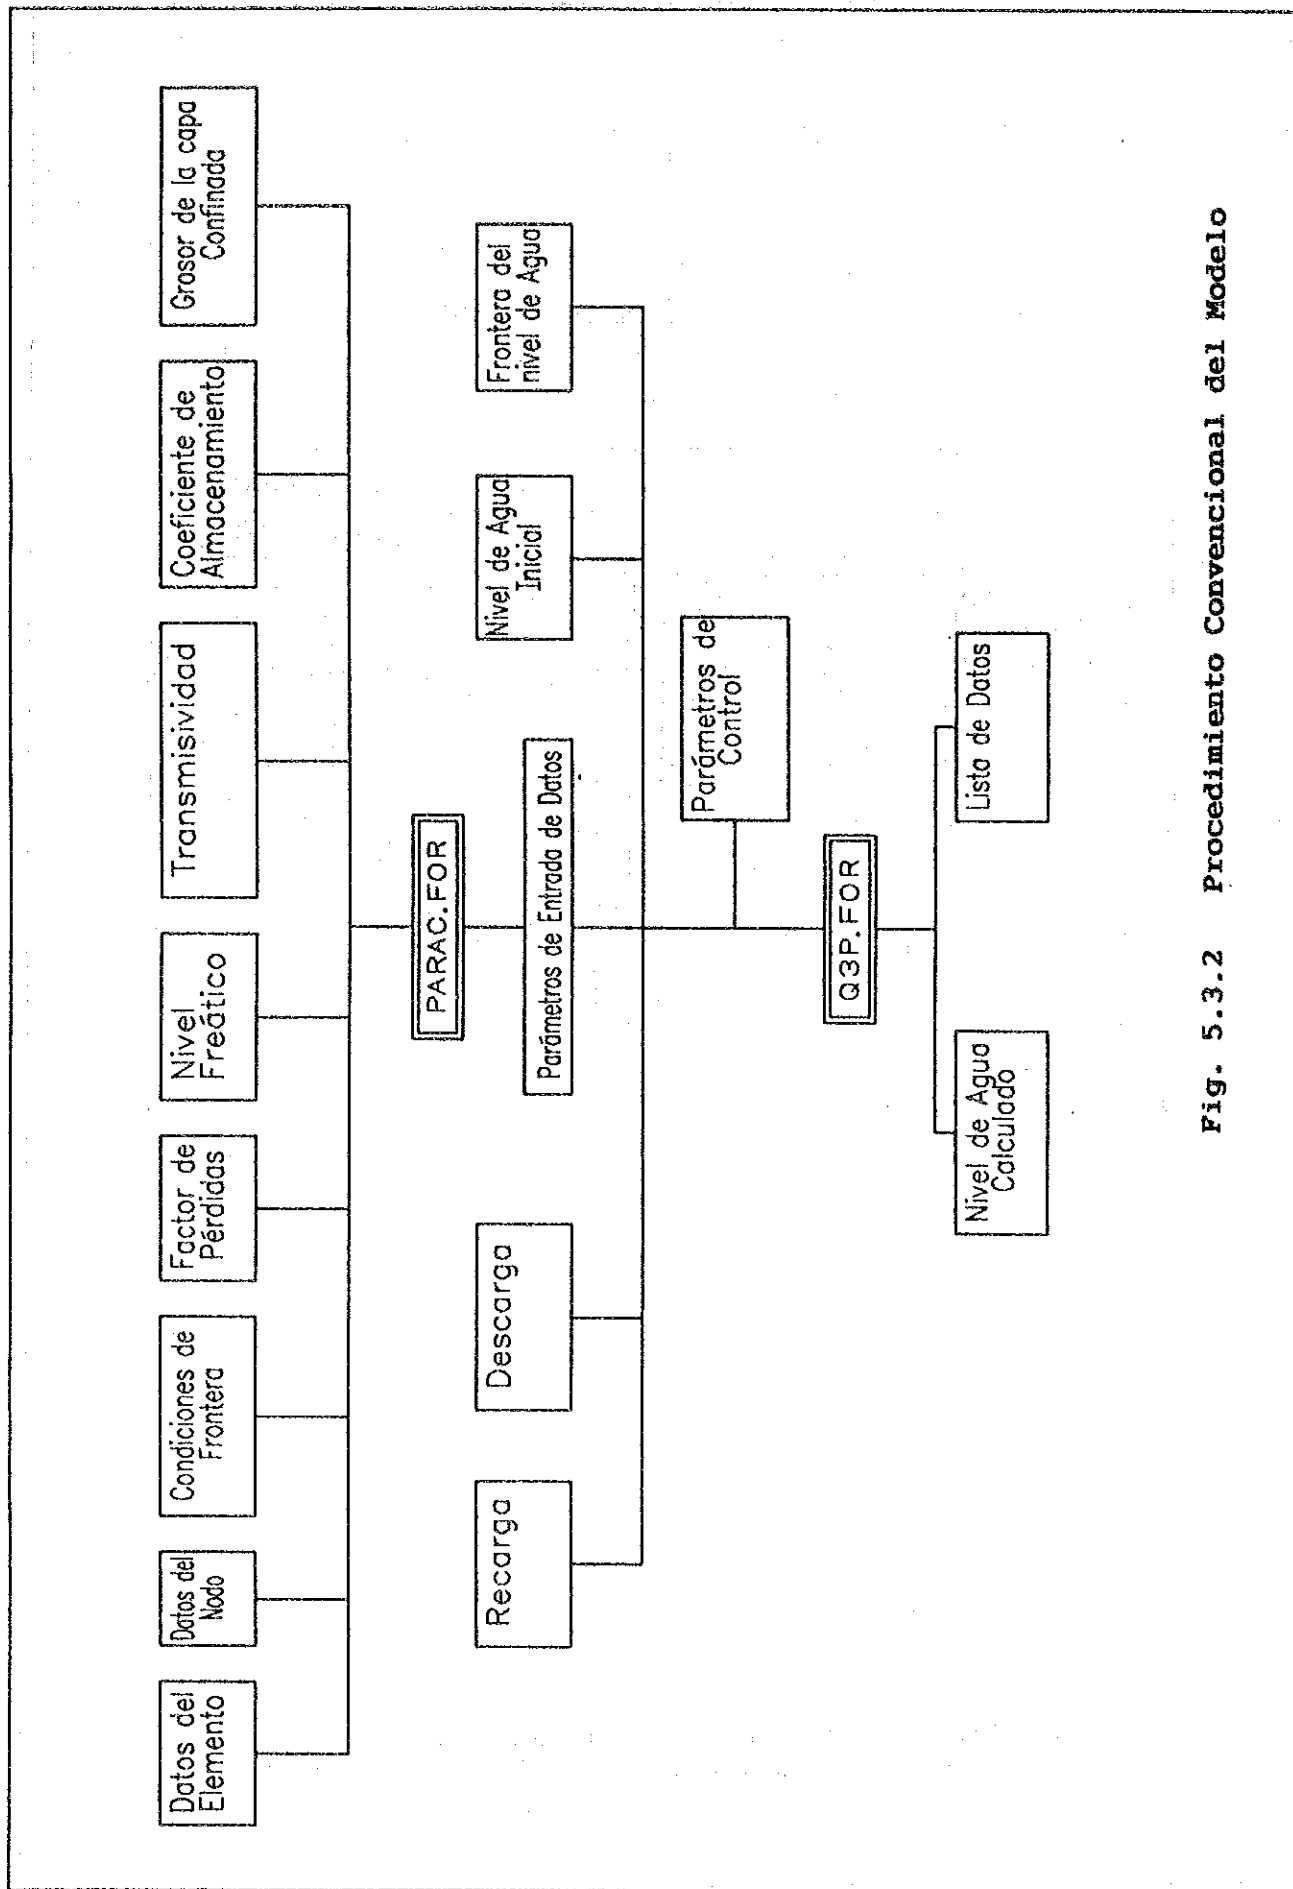 Datos del
Elemento
Datos del
Nodo
Condiciones de
Frontera
Factor de
Pérdidas
Nivel
Freático
Transmisividad
Coeficiente de
Almacenamiento
Grosor de la capa
Confinada
PARAC.FOR
Recarga
Descarga
Parámetros de Entrada de Datos
Nivel de Agua
Inicial
Frontera del
nivel de Agua
Parámetros de
Control
Q3P.FOR
Nivel de Agua
Calculado
Lista de Datos
Fig. 5.3.2 Procedimiento Convencional del Modelo